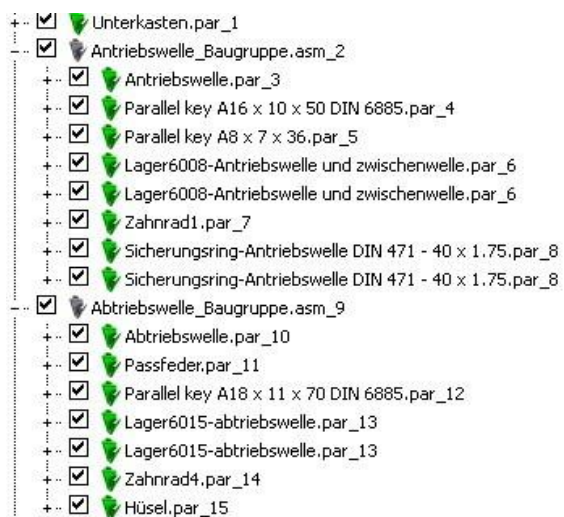 Unterkasten.par_1
Antriebswelle_Baugruppe.asm_2
Antriebswelle.par_3
Parallel key A16 x 10 x 50 DIN 6885.par_4
Parallel key A8 x 7 x 36.par_5
Lager6008-Antriebswelle und zwischenwelle.par_6
Lager6008-Antriebswelle und zwischenwelle.par_6
Zahnrad1.par_7
Sicherungsring-Antriebswelle DIN 471 - 40 x 1.75.par_8
Sicherungsring-Antriebswelle DIN 471 - 40 x 1.75.par_8
Abtriebswelle_Baugruppe.asm_9
Abtriebswelle.par_10
Passfeder.par_11
Parallel key A18 x 11 x 70 DIN 6885.par_12
Lager6015-abtriebswelle.par_13
Lager6015-abtriebswelle.par_13
Zahnrad4.par_14
Hüsel.par_15